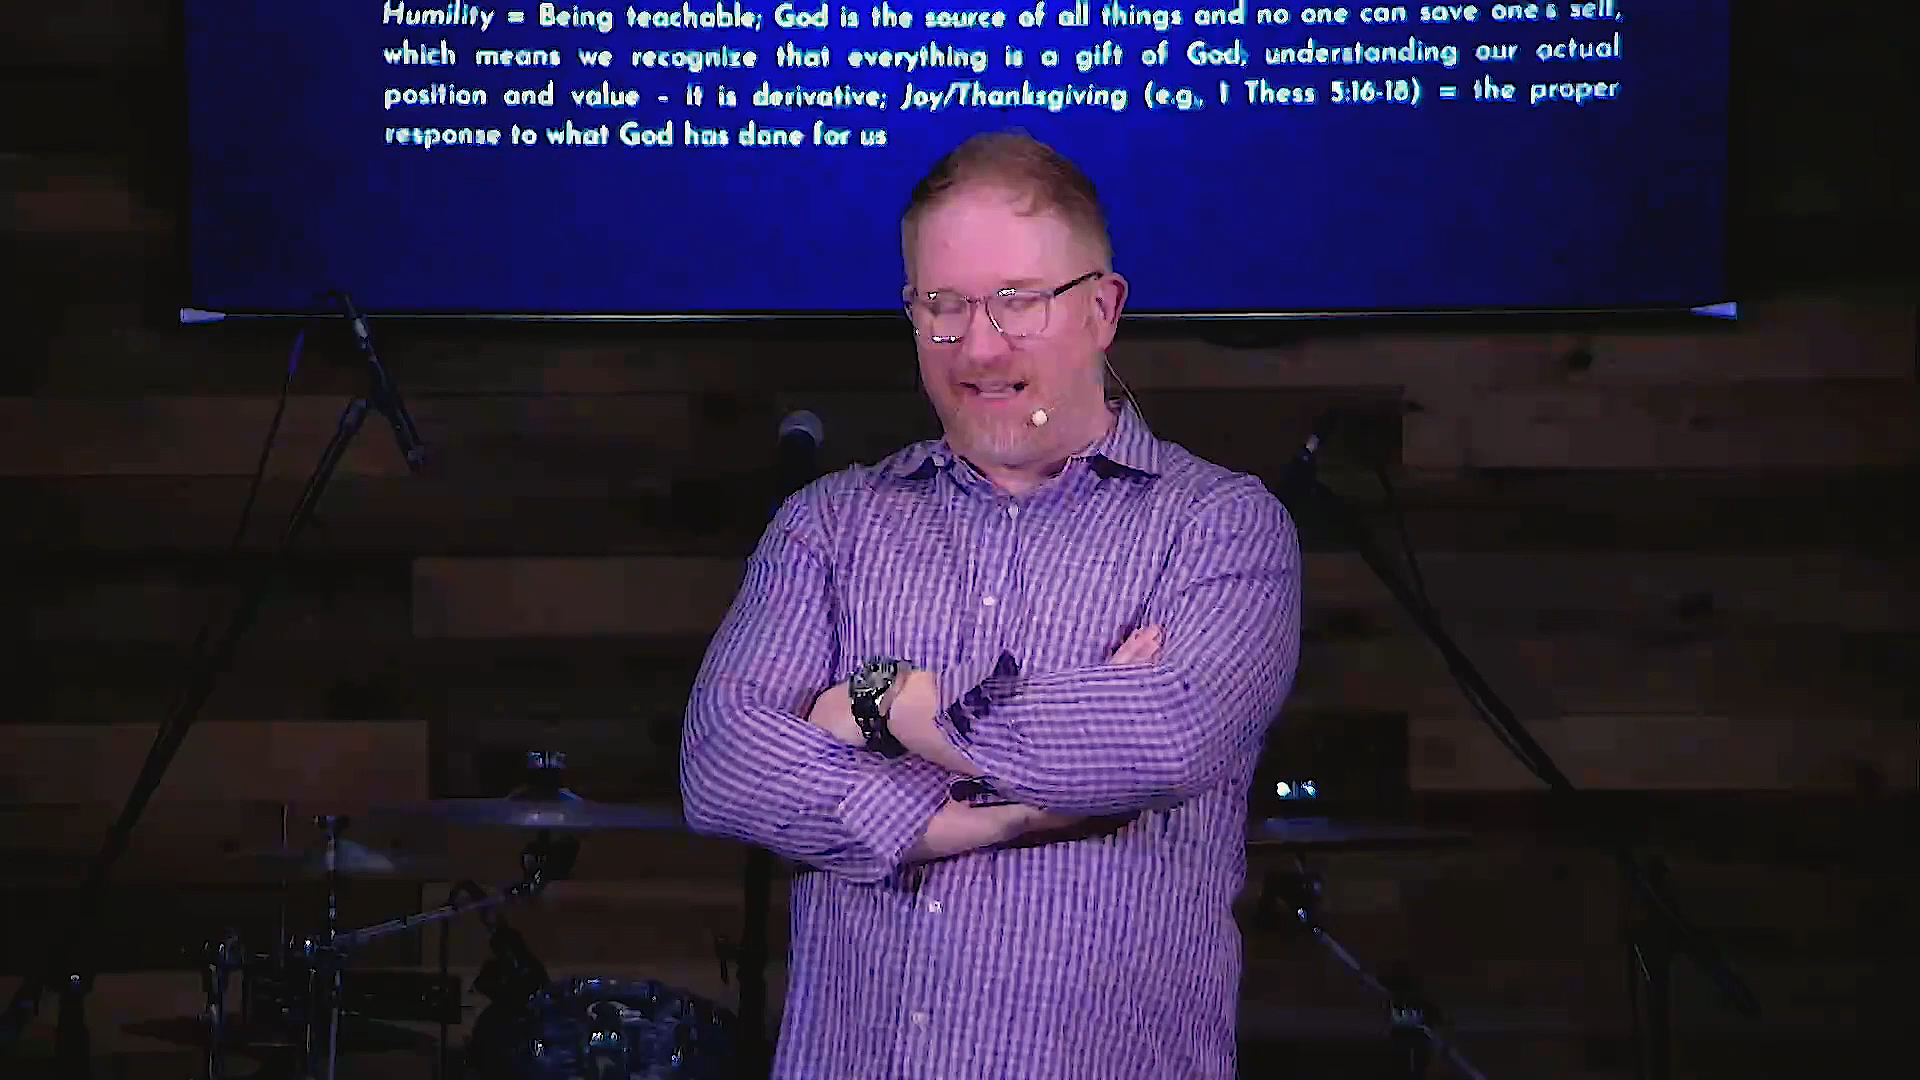 Humility = Being teachable; God is the source of all things and no one can save one's self,
which means we recognize that everything is a gift of God; understanding our actual
position and value - it is derivative; Joy/Thanksgiving (e.g., 1 Thess 5:16-18) = the proper
response to what God has done for us